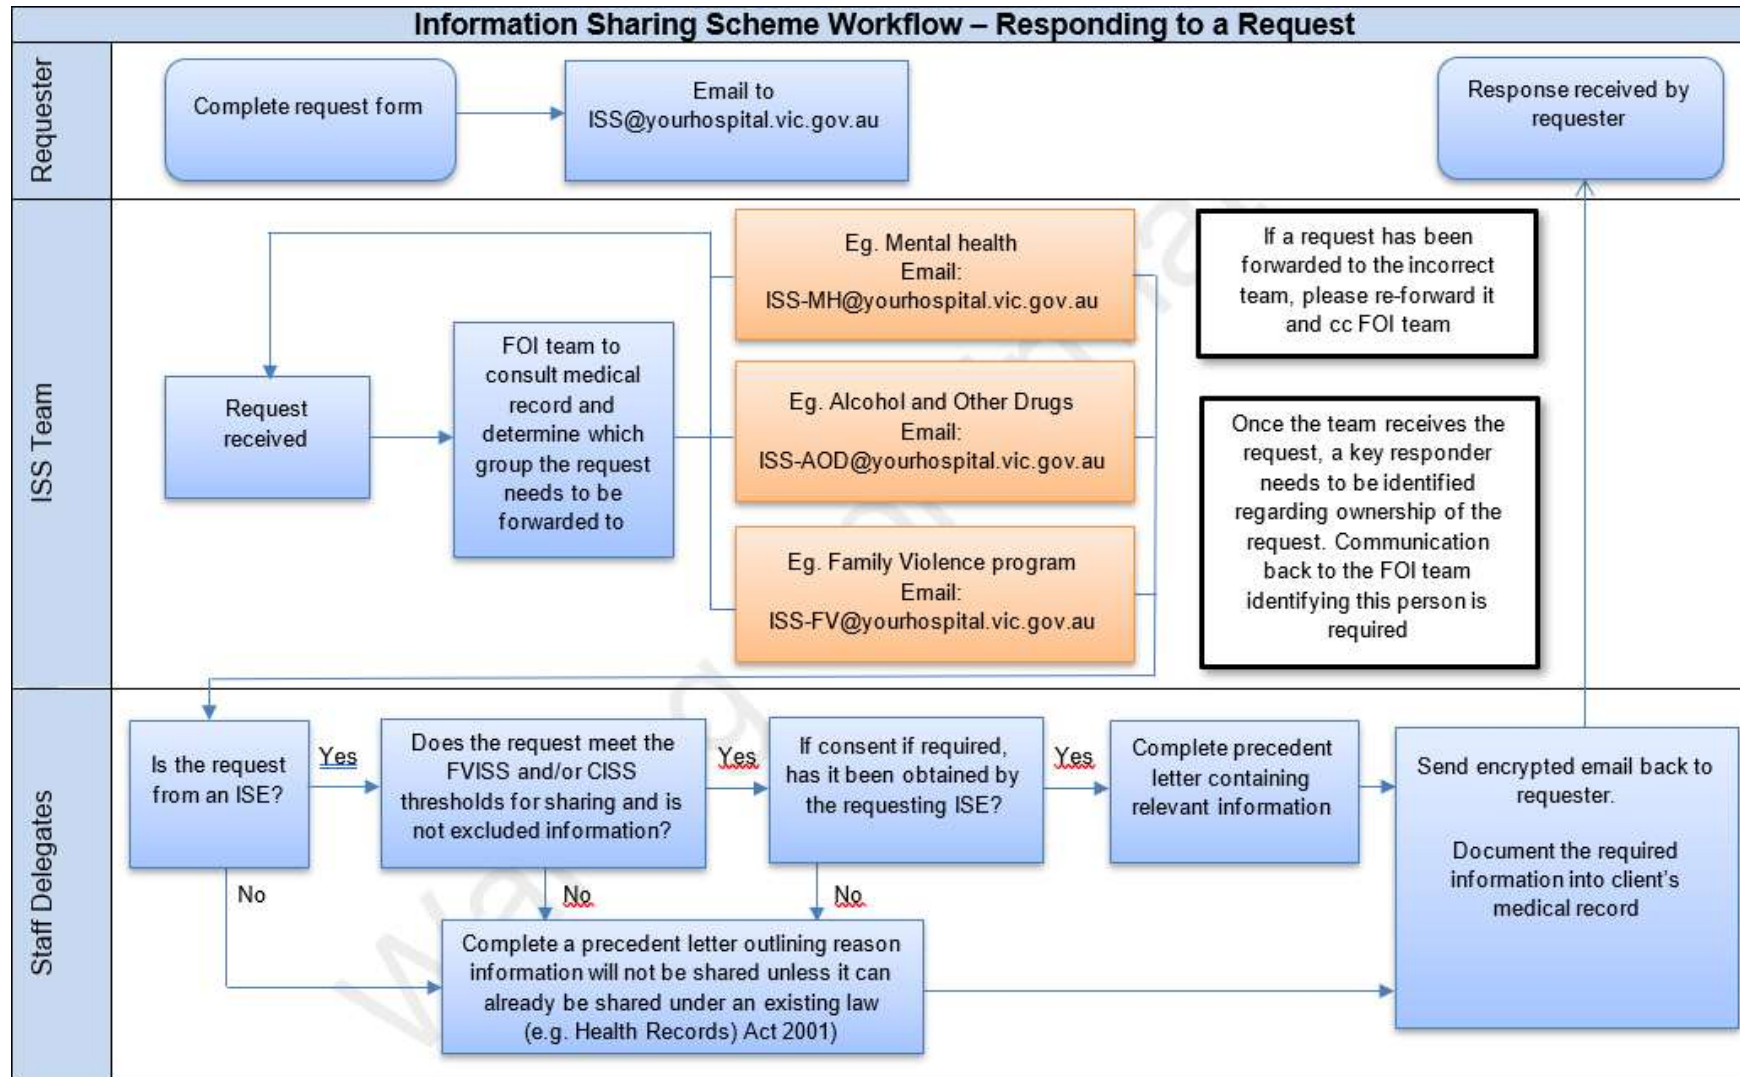 Information Sharing Scheme Workflow – Responding to a Request
Requester
Complete request form
Email to
ISS@yourhospital.vic.gov.au
Response received by
requester
ISS Team
Request
received
FOI team to
consult medical
record and
determine which
group the request
needs to be
forwarded to
Eg. Mental health
Email:
ISS-MH@yourhospital.vic.gov.au
Eg. Alcohol and Other Drugs
Email:
ISS-AOD@yourhospital.vic.gov.au
Eg. Family Violence program
Email:
ISS-FV@yourhospital.vic.gov.au
If a request has been
forwarded to the incorrect
team, please re-forward it
and cc FOI team
Once the team receives the
request, a key responder
needs to be identified
regarding ownership of the
request. Communication
back to the FOI team
identifying this person is
required
Staff Delegates
Is the request
from an ISE?
Yes
No
Does the request meet the
FVISS and/or CISS
thresholds for sharing and is
not excluded information?
Yes
No
If consent if required,
has it been obtained by
the requesting ISE?
Yes
No
Complete precedent
letter containing
relevant information
Send encrypted email back to
requester.
Document the required
information into client's
medical record
Complete a precedent letter outlining reason
information will not be shared unless it can
already be shared under an existing law
(e.g. Health Records) Act 2001)